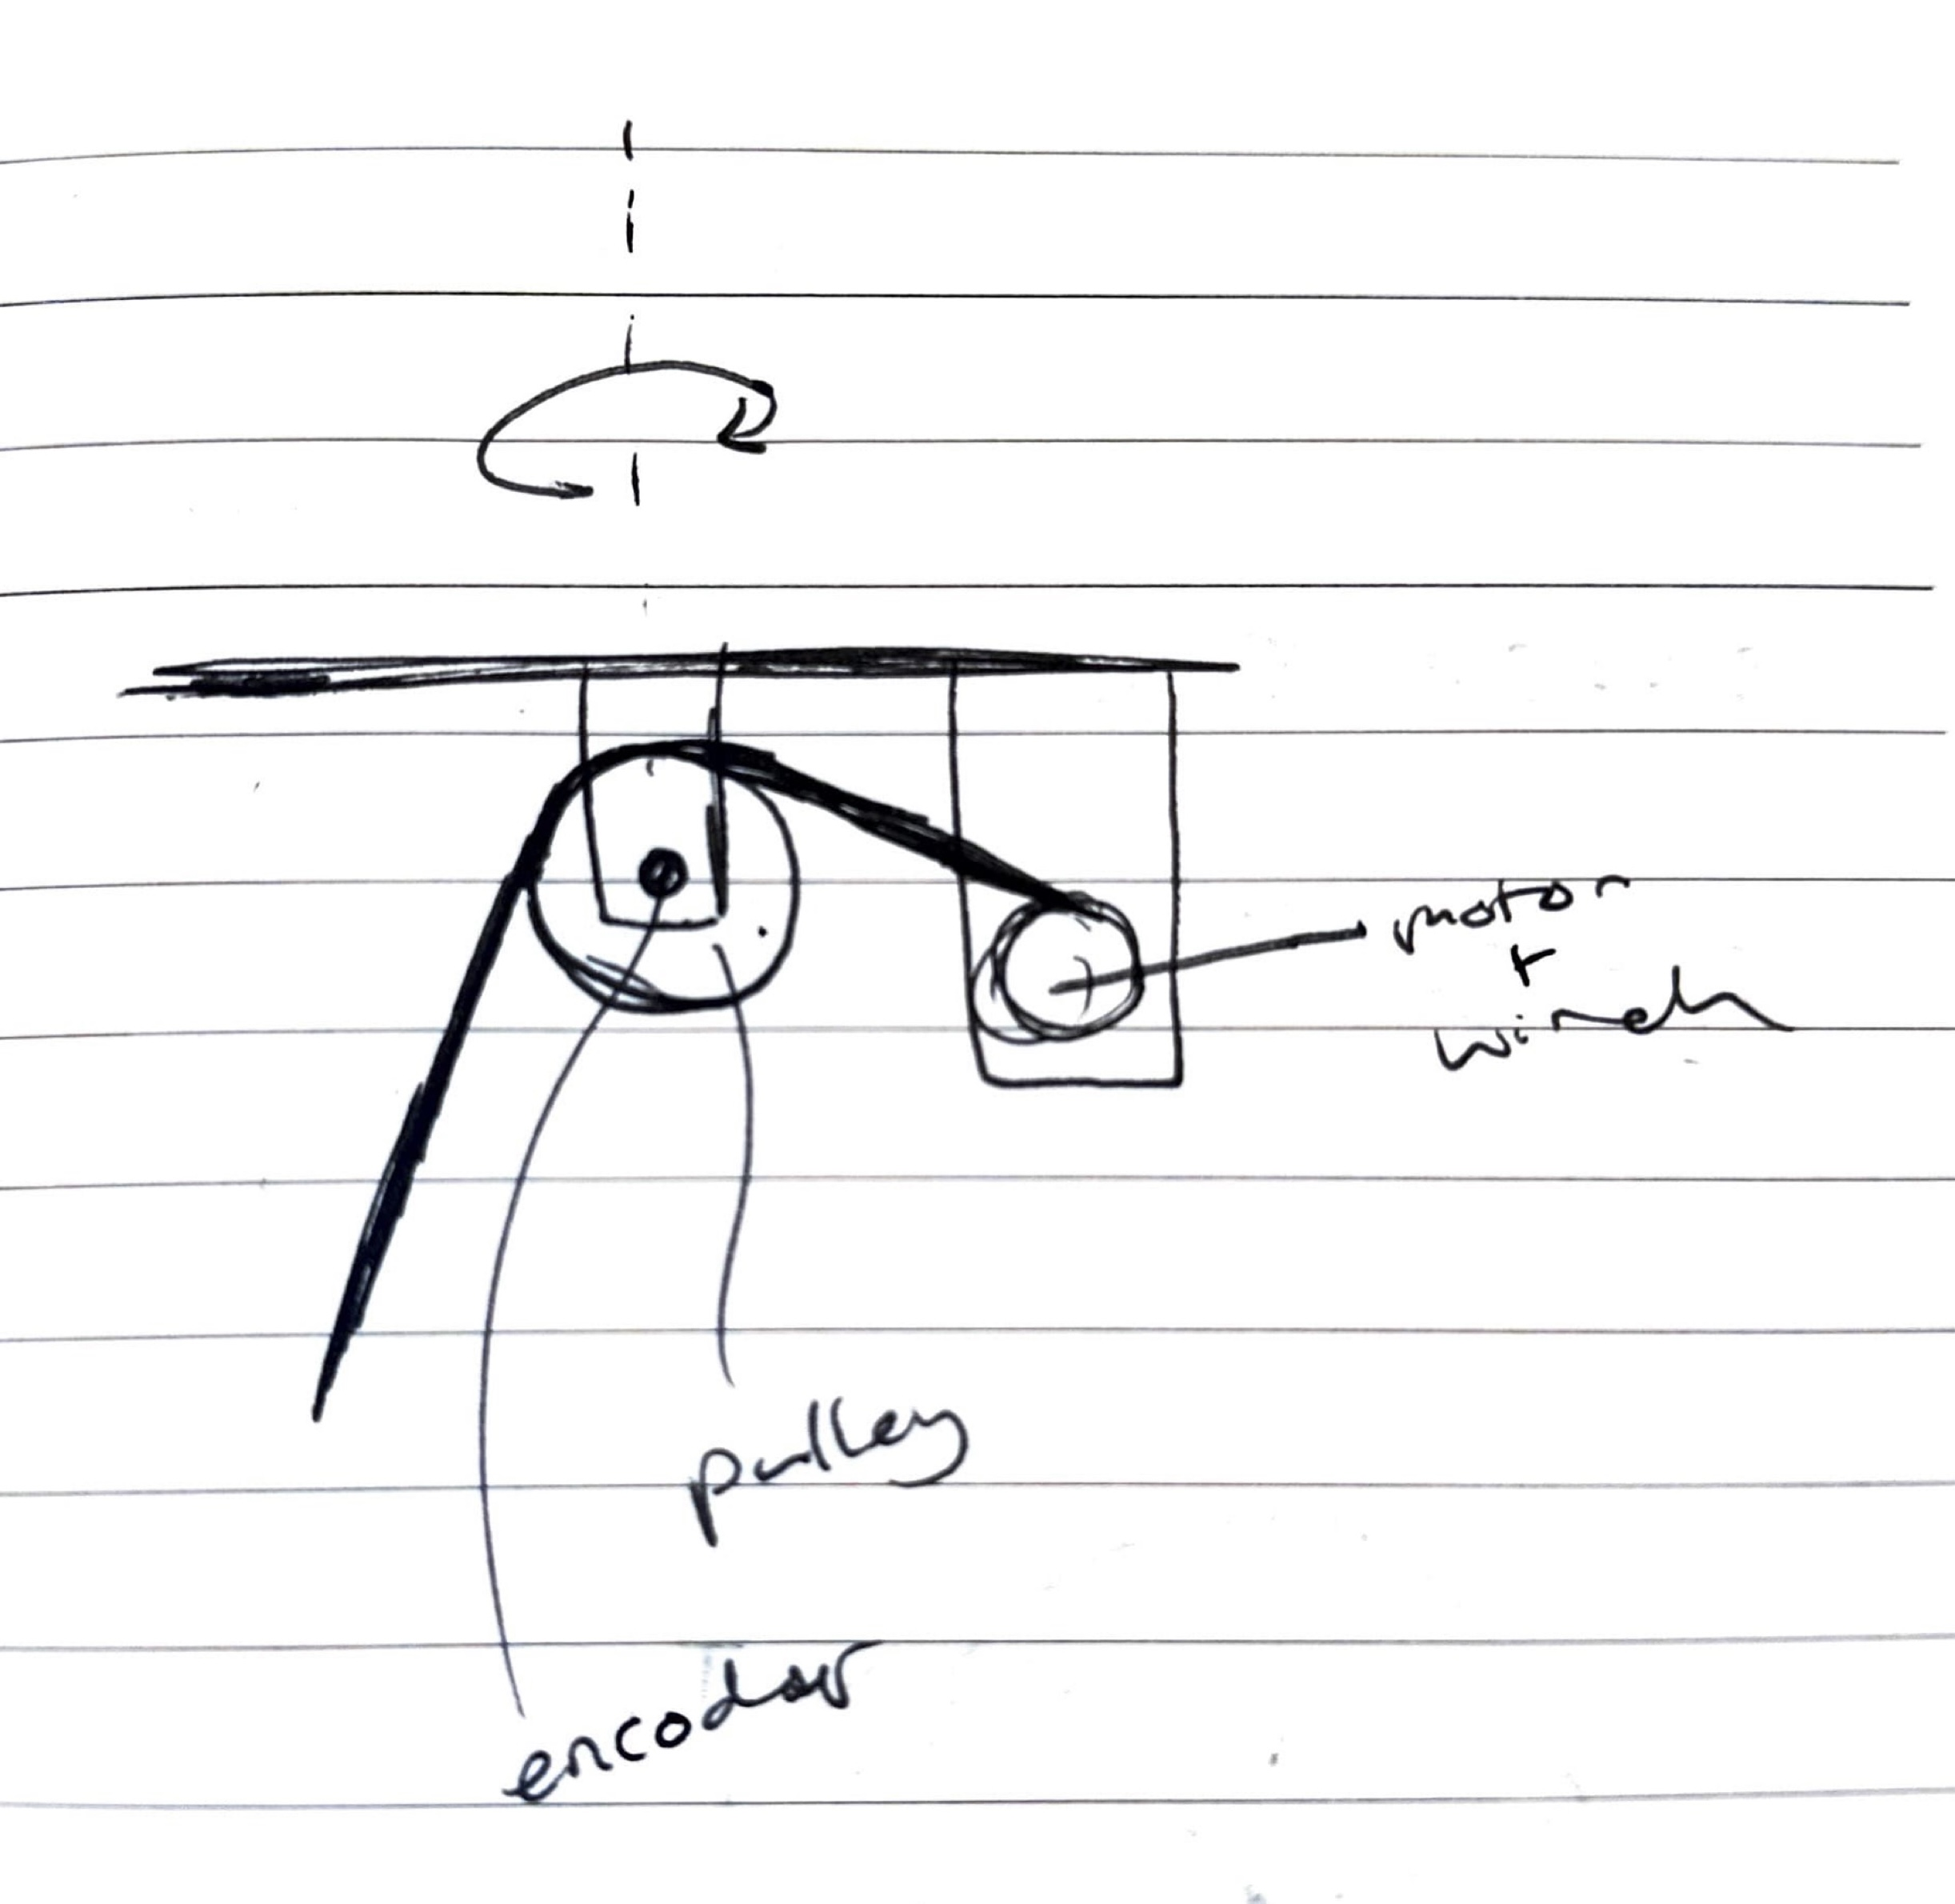 motor
+
winch
pulley
encoder